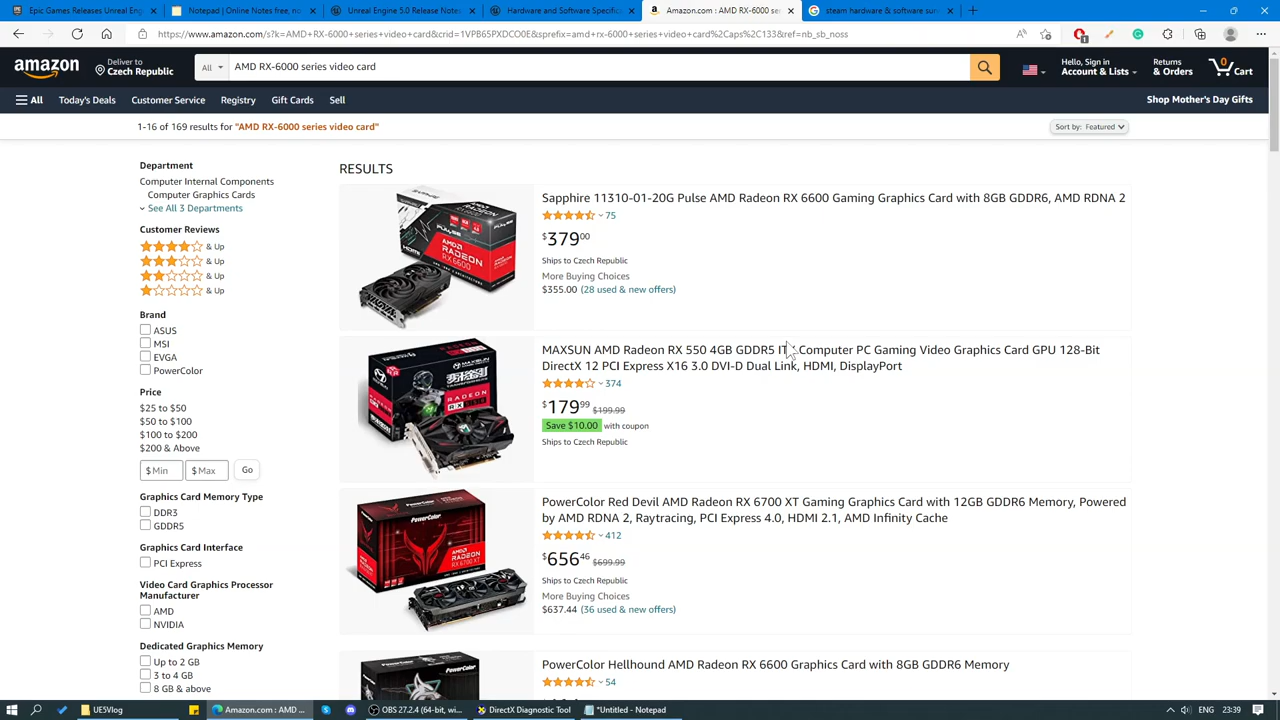 Epic Games Releases Unreal Eng
Notepad | Online Notes free, no
Unreal Engine 5.0 Release Notes
Hardware and Software Specific
Amazon.com : AMD RX-6000 se
steam hardware & software sur
https://www.amazon.com/s?k=AMD+RX-6000+series+video+card&crid=1VPB65PXDCO0E&sprefix=amd+rx-6000+series+video+card%2Caps%2C133&ref=nb_sb_noss
amazon
Deliver to
Czech Republic
All
AMD RX-6000 series video card
Hello, Sign in
Account & Lists
Returns
& Orders
0
Cart
All
Today's Deals
Customer Service
Registry
Gift Cards
Sell
Shop Mother's Day Gifts
1-16 of 169 results for "AMD RX-6000 series video card"
Sort by: Featured
Department
Computer Internal Components
Computer Graphics Cards
See All 3 Departments
Customer Reviews
& Up
& Up
& Up
& Up
Brand
ASUS
MSI
EVGA
PowerColor
Price
$25 to $50
$50 to $100
$100 to $200
$200 & Above
$ Min
$ Max
Go
Graphics Card Memory Type
DDR3
GDDR5
Graphics Card Interface
PCI Express
Video Card Graphics Processor
Manufacturer
AMD
NVIDIA
Dedicated Graphics Memory
Up to 2 GB
3 to 4 GB
8 GB & above
RESULTS
PULSE
AMD
RADEON
RX 6600
Sapphire 11310-01-20G Pulse AMD Radeon RX 6600 Gaming Graphics Card with 8GB GDDR6, AMD RDNA 2
75
$379.00
Ships to Czech Republic
More Buying Choices
$355.00 (28 used & new offers)
MAXSUN
RADEON
MAXSUN AMD Radeon RX 550 4GB GDDR5 ITX Computer PC Gaming Video Graphics Card GPU 128-Bit
DirectX 12 PCI Express X16 3.0 DVI-D Dual Link, HDMI, DisplayPort
374
$179.99 $199.99
Save $10.00 with coupon
Ships to Czech Republic
PowerColor
AMD
RADEON
RX 6700 XT
PowerColor Red Devil AMD Radeon RX 6700 XT Gaming Graphics Card with 12GB GDDR6 Memory, Powered
by AMD RDNA 2, Raytracing, PCI Express 4.0, HDMI 2.1, AMD Infinity Cache
412
$656.46 $699.99
Ships to Czech Republic
More Buying Choices
$637.44 (36 used & new offers)
PowerColor
PowerColor Hellhound AMD Radeon RX 6600 Graphics Card with 8GB GDDR6 Memory
54
UE5Vlog
Amazon.com : AMD ...
OBS 27.2.4 (64-bit, wi...
DirectX Diagnostic Tool
*Untitled - Notepad
ENG
23:39